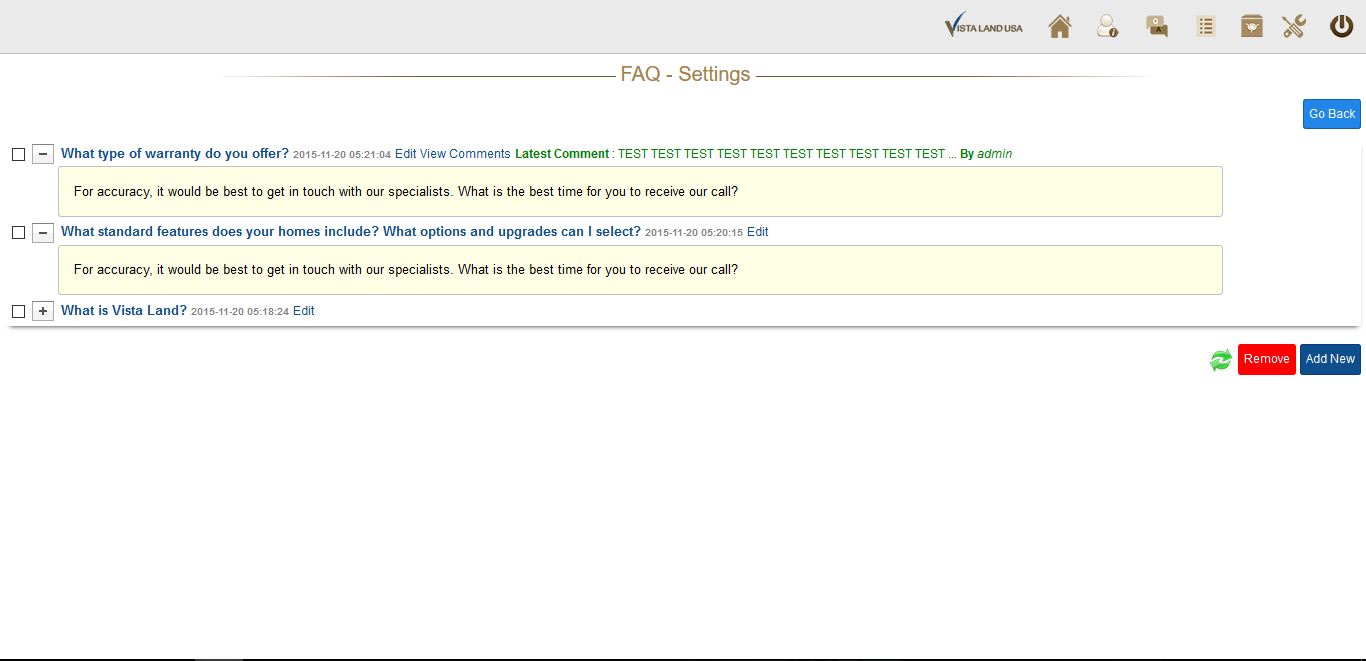 VISTA LAND USA
FAQ - Settings
Go Back
What type of warranty do you offer? 2015-11-20 05:21:04 Edit View Comments Latest Comment : TEST TEST TEST TEST TEST TEST TEST TEST TEST TEST ... By admin
For accuracy, it would be best to get in touch with our specialists. What is the best time for you to receive our call?
What standard features does your homes include? What options and upgrades can I select? 2015-11-20 05:20:15 Edit
For accuracy, it would be best to get in touch with our specialists. What is the best time for you to receive our call?
What is Vista Land? 2015-11-20 05:18:24 Edit
Remove Add New